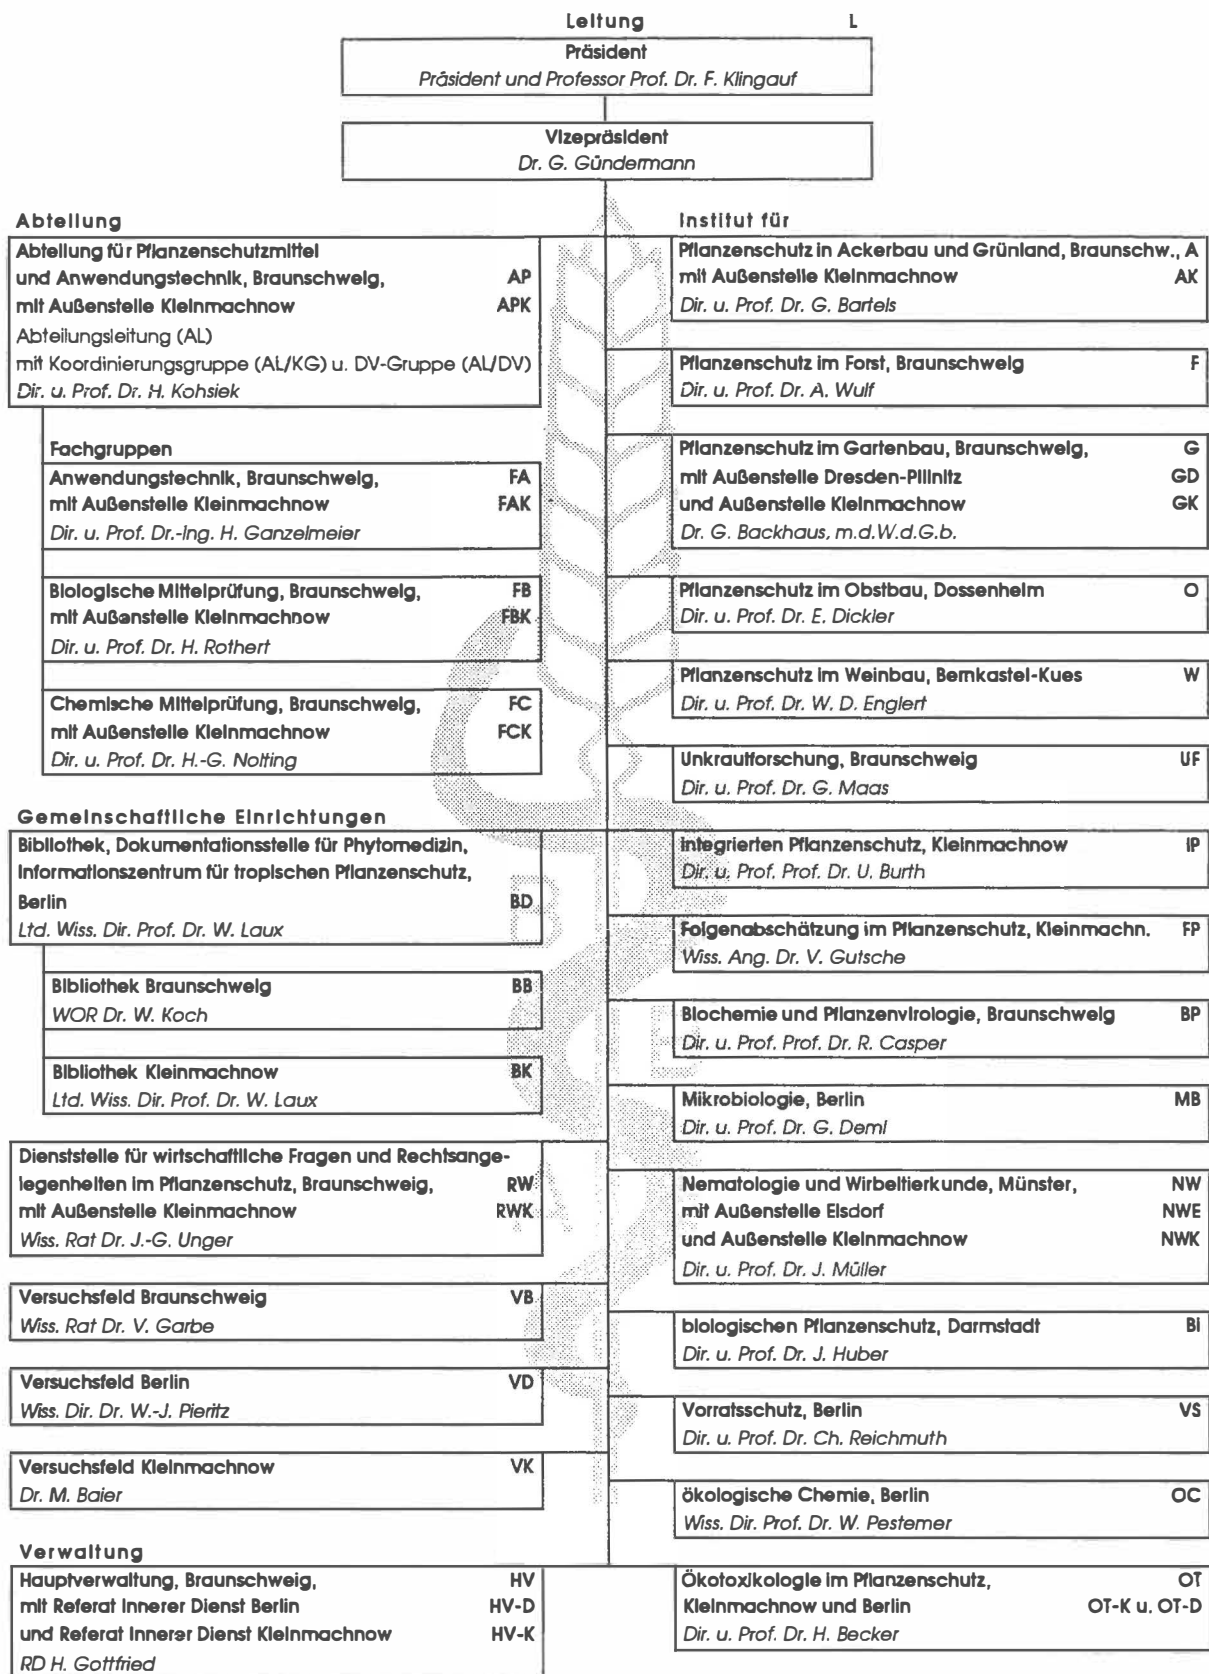 Leitung L
Präsident
Präsident und Professor Prof. Dr. F. Klingauf
Vizepräsident
Dr. G. Gündermann
Abteilung
Abteilung für Pflanzenschutzmittel
und Anwendungstechnik, Braunschweig, AP
mit Außenstelle Kleinmachnow APK
Abteilungsleitung (AL)
mit Koordinierungsgruppe (AL/KG) u. DV-Gruppe (AL/DV)
Dir. u. Prof. Dr. H. Kohsiek
Fachgruppen
Anwendungstechnik, Braunschweig, FA
mit Außenstelle Kleinmachnow FAK
Dir. u. Prof. Dr.-Ing. H. Ganzelmeier
Biologische Mittelprüfung, Braunschweig, FB
mit Außenstelle Kleinmachnow FBK
Dir. u. Prof. Dr. H. Rothert
Chemische Mittelprüfung, Braunschweig, FC
mit Außenstelle Kleinmachnow FCK
Dir. u. Prof. Dr. H.-G. Nolting
Gemeinschaftliche Einrichtungen
Bibliothek, Dokumentationsstelle für Phytomedizin,
Informationszentrum für tropischen Pflanzenschutz,
Berlin BD
Ltd. Wiss. Dir. Prof. Dr. W. Laux
Bibliothek Braunschweig BB
WOR Dr. W. Koch
Bibliothek Kleinmachnow BK
Ltd. Wiss. Dir. Prof. Dr. W. Laux
Dienststelle für wirtschaftliche Fragen und Rechtsange-
legenheiten im Pflanzenschutz, Braunschweig, RW
mit Außenstelle Kleinmachnow RWK
Wiss. Rat Dr. J.-G. Unger
Versuchsfeld Braunschweig VB
Wiss. Rat Dr. V. Garbe
Versuchsfeld Berlin VD
Wiss. Dir. Dr. W.-J. Pieritz
Versuchsfeld Kleinmachnow VK
Dr. M. Baier
Verwaltung
Hauptverwaltung, Braunschweig, HV
mit Referat Innerer Dienst Berlin HV-D
und Referat Innerer Dienst Kleinmachnow HV-K
RD H. Gottfried
Institut für
Pflanzenschutz in Ackerbau und Grünland, Braunschw., A
mit Außenstelle Kleinmachnow AK
Dir. u. Prof. Dr. G. Bartels
Pflanzenschutz im Forst, Braunschweig F
Dir. u. Prof. Dr. A. Wulf
Pflanzenschutz im Gartenbau, Braunschweig, G
mit Außenstelle Dresden-Pillnitz GD
und Außenstelle Kleinmachnow GK
Dr. G. Backhaus, m.d.W.d.G.b.
Pflanzenschutz im Obstbau, Dossenheim O
Dir. u. Prof. Dr. E. Dickler
Pflanzenschutz im Weinbau, Bernkastel-Kues W
Dir. u. Prof. Dr. W. D. Englert
Unkrautforschung, Braunschweig UF
Dir. u. Prof. Dr. G. Maas
integrierten Pflanzenschutz, Kleinmachnow IP
Dir. u. Prof. Prof. Dr. U. Burth
Folgenabschätzung im Pflanzenschutz, Kleinmachn. FP
Wiss. Ang. Dr. V. Gutsche
Biochemie und Pflanzenvirologie, Braunschweig BP
Dir. u. Prof. Prof. Dr. R. Casper
Mikrobiologie, Berlin MB
Dir. u. Prof. Dr. G. Deml
Nematologie und Wirbeltierkunde, Münster, NW
mit Außenstelle Elsdorf NWE
und Außenstelle Kleinmachnow NWK
Dir. u. Prof. Dr. J. Müller
biologischen Pflanzenschutz, Darmstadt BI
Dir. u. Prof. Dr. J. Huber
Vorratsschutz, Berlin VS
Dir. u. Prof. Dr. Ch. Reichmuth
ökologische Chemie, Berlin OC
Wiss. Dir. Prof. Dr. W. Pestemer
Ökotoxikologie im Pflanzenschutz, OT
Kleinmachnow und Berlin OT-K u. OT-D
Dir. u. Prof. Dr. H. Becker